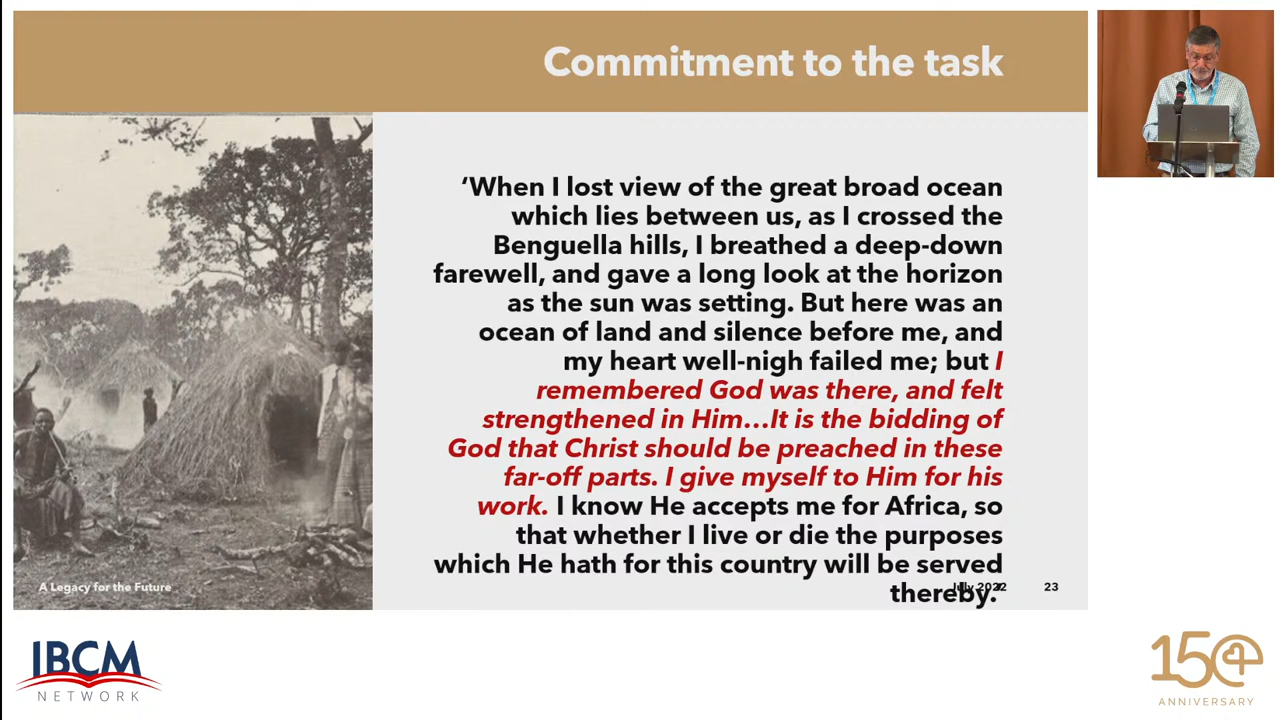 Commitment to the task
‘When I lost view of the great broad ocean
which lies between us, as I crossed the
Benguella hills, I breathed a deep-down
farewell, and gave a long look at the horizon
as the sun was setting. But here was an
ocean of land and silence before me, and
my heart well-nigh failed me; but I
remembered God was there, and felt
strengthened in Him…It is the bidding of
God that Christ should be preached in these
far-off parts. I give myself to Him for his
work. I know He accepts me for Africa, so
that whether I live or die the purposes
which He hath for this country will be served
thereby.’
A Legacy for the Future
July 2022
23
IBCM
NETWORK
150
ANNIVERSARY